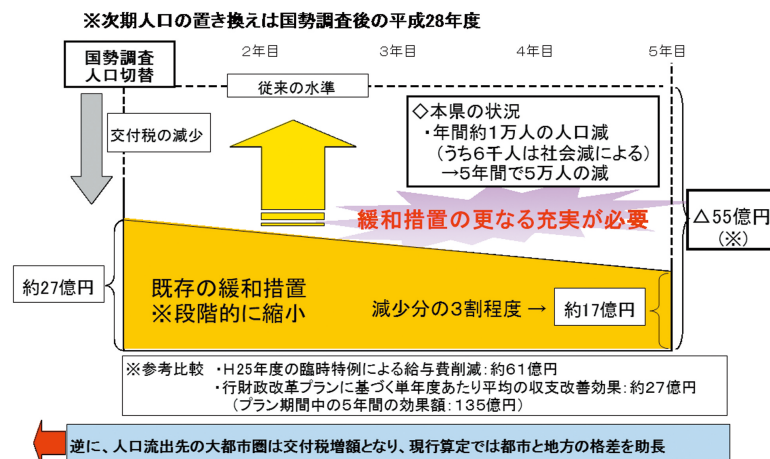 ※次期人口の置き換えは国勢調査後の平成28年度
国勢調査
人口切替
2年目
3年目
4年目
5年目
従来の水準
交付税の減少
◇本県の状況
・年間約1万人の人口減
(うち6千人は社会減による)
→5年間で5万人の減
緩和措置の更なる充実が必要
△55億円
(※)
約27億円
既存の緩和措置
※段階的に縮小
減少分の3割程度 →
約17億円
※参考比較 ・H25年度の臨時特例による給与費削減:約61億円
・行財政改革プランに基づく単年度あたり平均の収支改善効果:約27億円
(プラン期間中の5年間の効果額:135億円)
逆に、人口流出先の大都市圏は交付税増額となり、現行算定では都市と地方の格差を助長